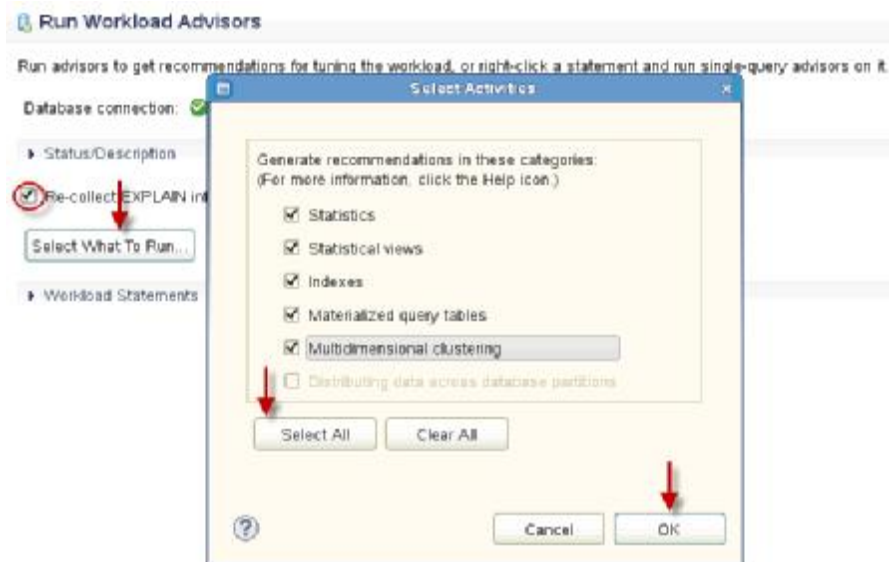 Run Workload Advisors
Run advisors to get recommendations for tuning the workload, or right-click a statement and run single-query advisors on it.
Database connection:
Status/Description
Re-collect EXPLAIN inf
Select What To Run...
Workload Statements
Select Activities
Generate recommendations in these categories:
(For more information, click the Help icon.)
Statistics
Statistical views
Indexes
Materialized query tables
Multidimensional clustering
Distributing data across database partitions
Select All
Clear All
?
Cancel
OK